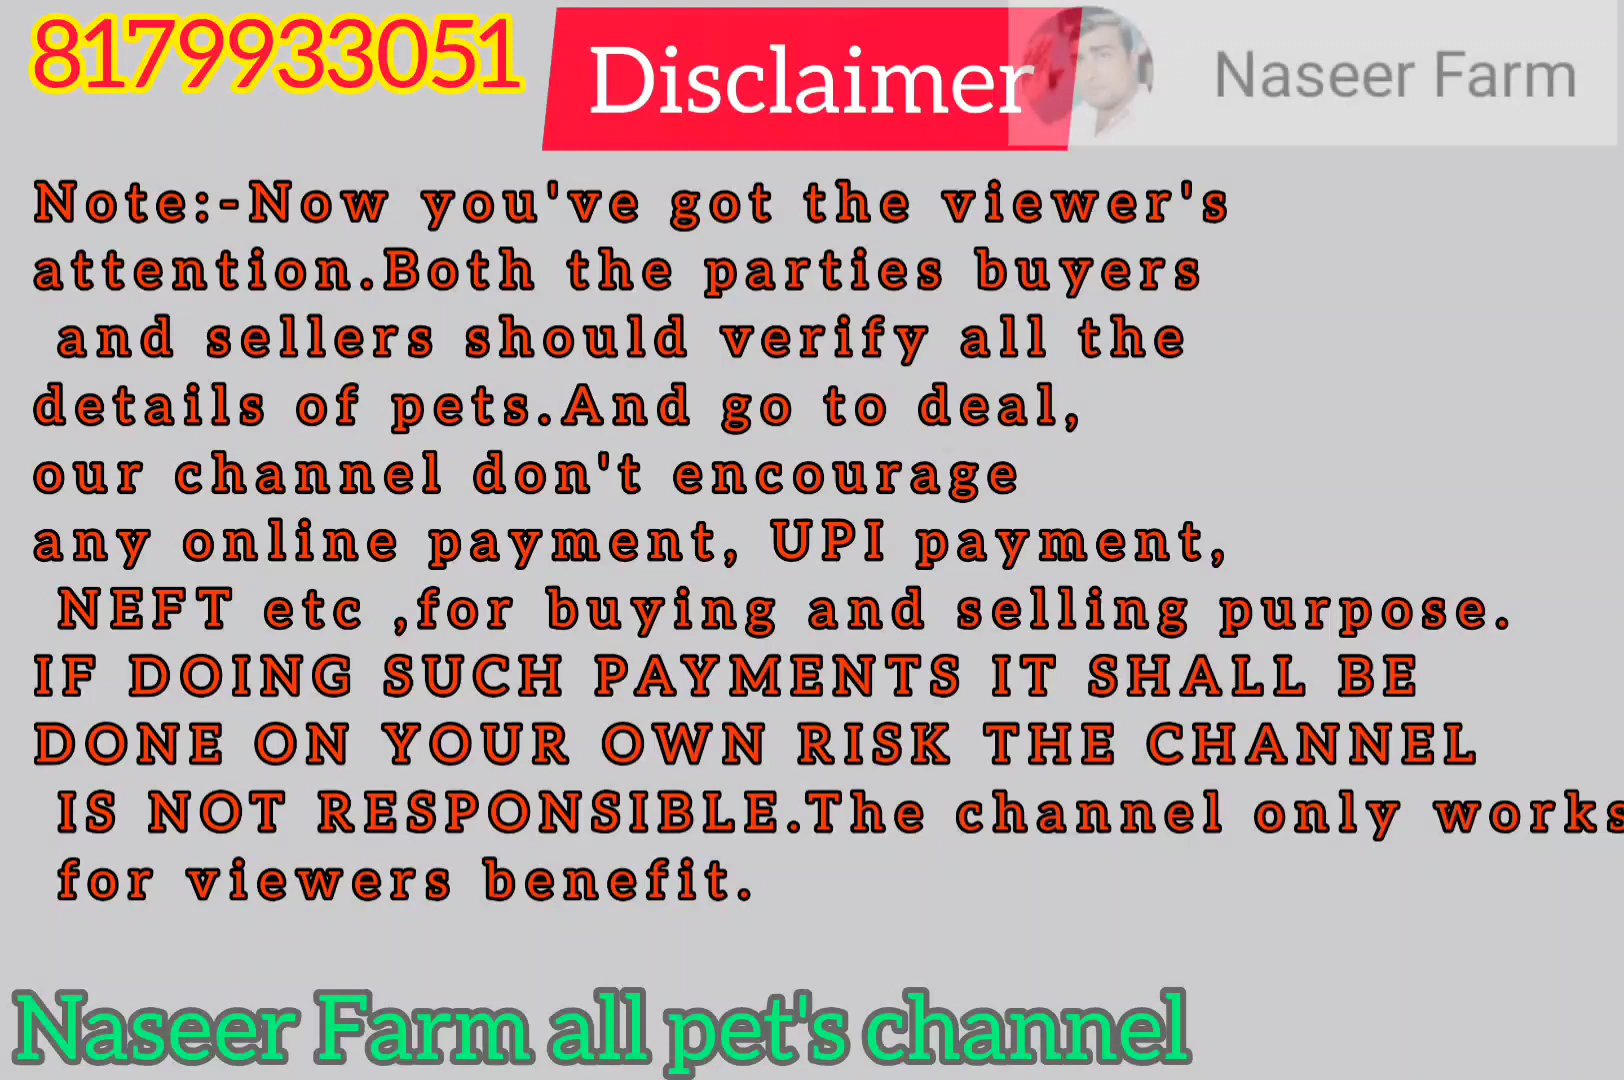 8179933051
Disclaimer
Naseer Farm
Note:-Now you've got the viewer's
attention.Both the parties buyers
and sellers should verify all the
details of pets.And go to deal,
our channel don't encourage
any online payment, UPI payment,
NEFT etc ,for buying and selling purpose.
IF DOING SUCH PAYMENTS IT SHALL BE
DONE ON YOUR OWN RISK THE CHANNEL
IS NOT RESPONSIBLE.The channel only works
for viewers benefit.
Naseer Farm all pet's channel